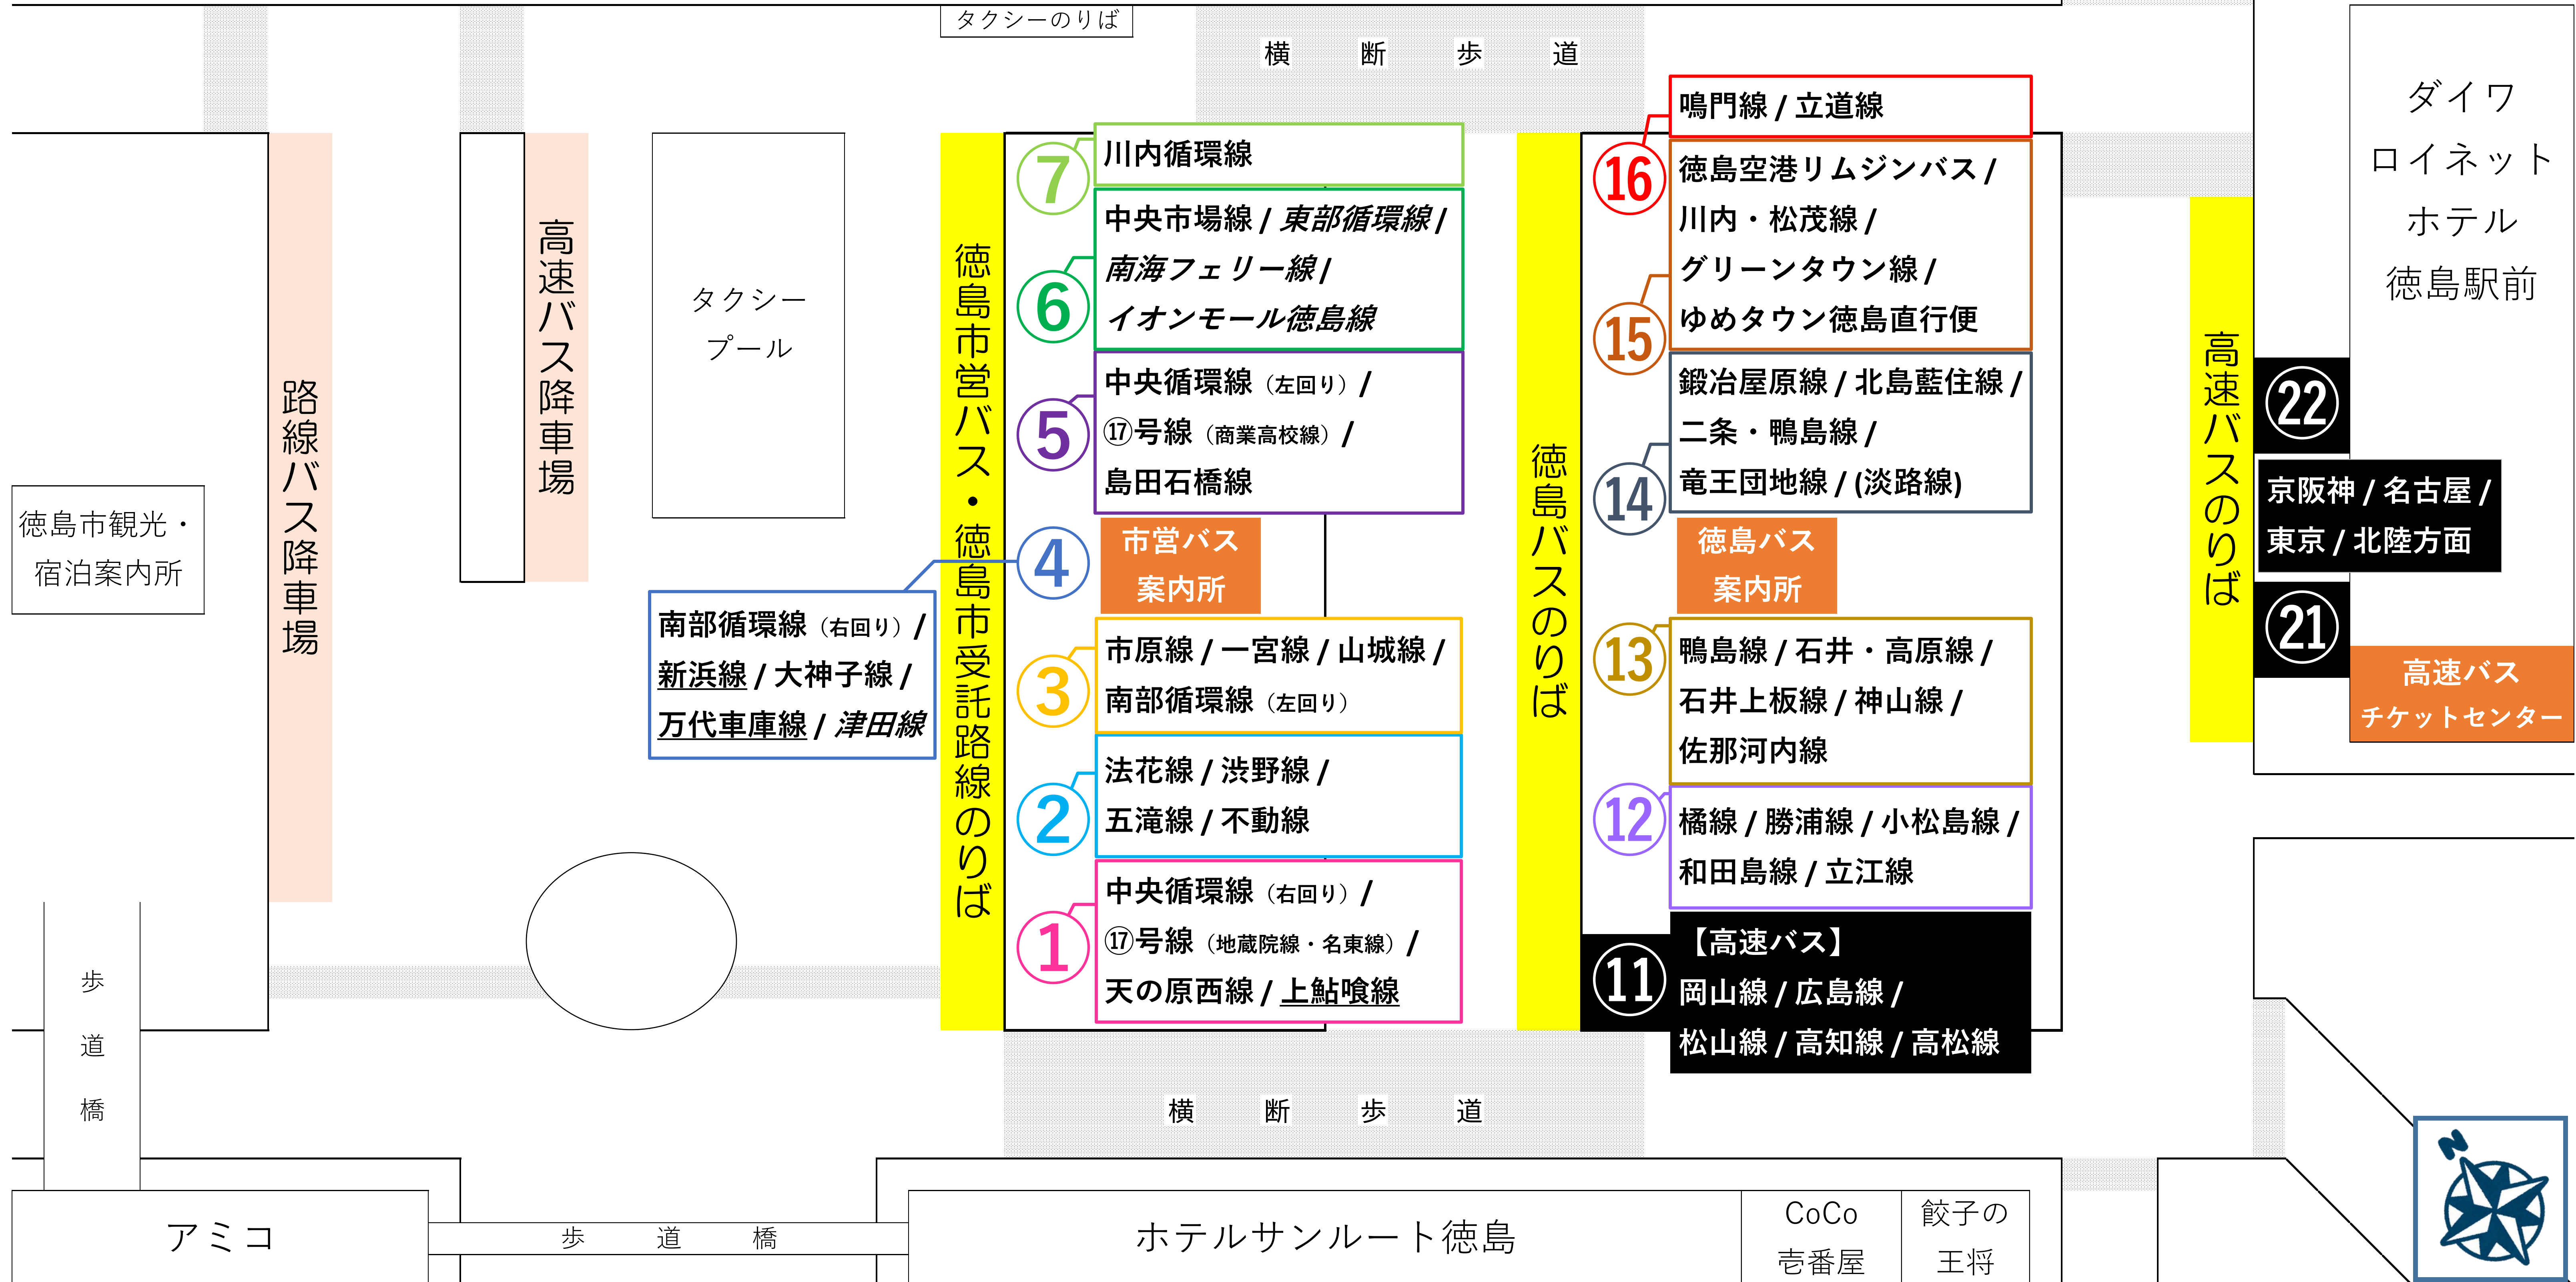 タクシーのりば
横断歩道
路線バス降車場
高速バス降車場
タクシー
プール
徳島市観光・
宿泊案内所
徳島市営バス・徳島市受託路線のりば
⑦
川内循環線
⑥
中央市場線 / 東部循環線 /
南海フェリー線 /
イオンモール徳島線
⑤
中央循環線（左回り） /
⑰号線（商業高校線） /
島田石橋線
④
市営バス
案内所
南部循環線（右回り） /
新浜線 / 大神子線 /
万代車庫線 / 津田線
③
市原線 / 一宮線 / 山城線 /
南部循環線（左回り）
②
法花線 / 渋野線 /
五滝線 / 不動線
①
中央循環線（右回り） /
⑰号線（地蔵院線・名東線） /
天の原西線 / 上鮎喰線
徳島バスのりば
⑯
鳴門線 / 立道線
⑮
徳島空港リムジンバス /
川内・松茂線 /
グリーンタウン線 /
ゆめタウン徳島直行便
⑭
鍛冶屋原線 / 北島藍住線 /
二条・鴨島線 /
竜王団地線 / (淡路線)
徳島バス
案内所
⑬
鴨島線 / 石井・高原線 /
石井上板線 / 神山線 /
佐那河内線
⑫
橘線 / 勝浦線 / 小松島線 /
和田島線 / 立江線
⑪
【高速バス】
岡山線 / 広島線 /
松山線 / 高知線 / 高松線
高速バスのりば
ダイワ
ロイネット
ホテル
徳島駅前
㉒
京阪神 / 名古屋 /
東京 / 北陸方面
㉑
高速バス
チケットセンター
歩道橋
横断歩道
アミコ
歩道橋
ホテルサンルート徳島
CoCo
壱番屋
餃子の
王将
N